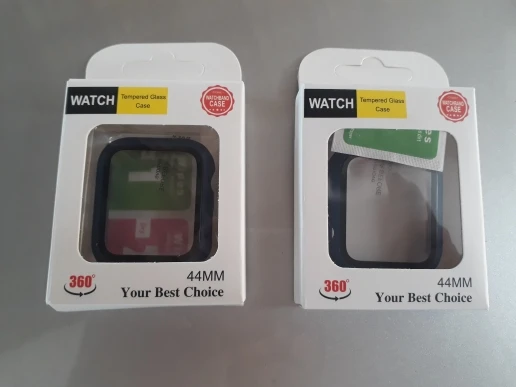 WATCH
Tempered Glass
Case
WATCHBAND
CASE
360°
44MM
Your Best Choice
WATCH
Tempered Glass
Case
WATCHBAND
CASE
360°
44MM
Your Best Choice